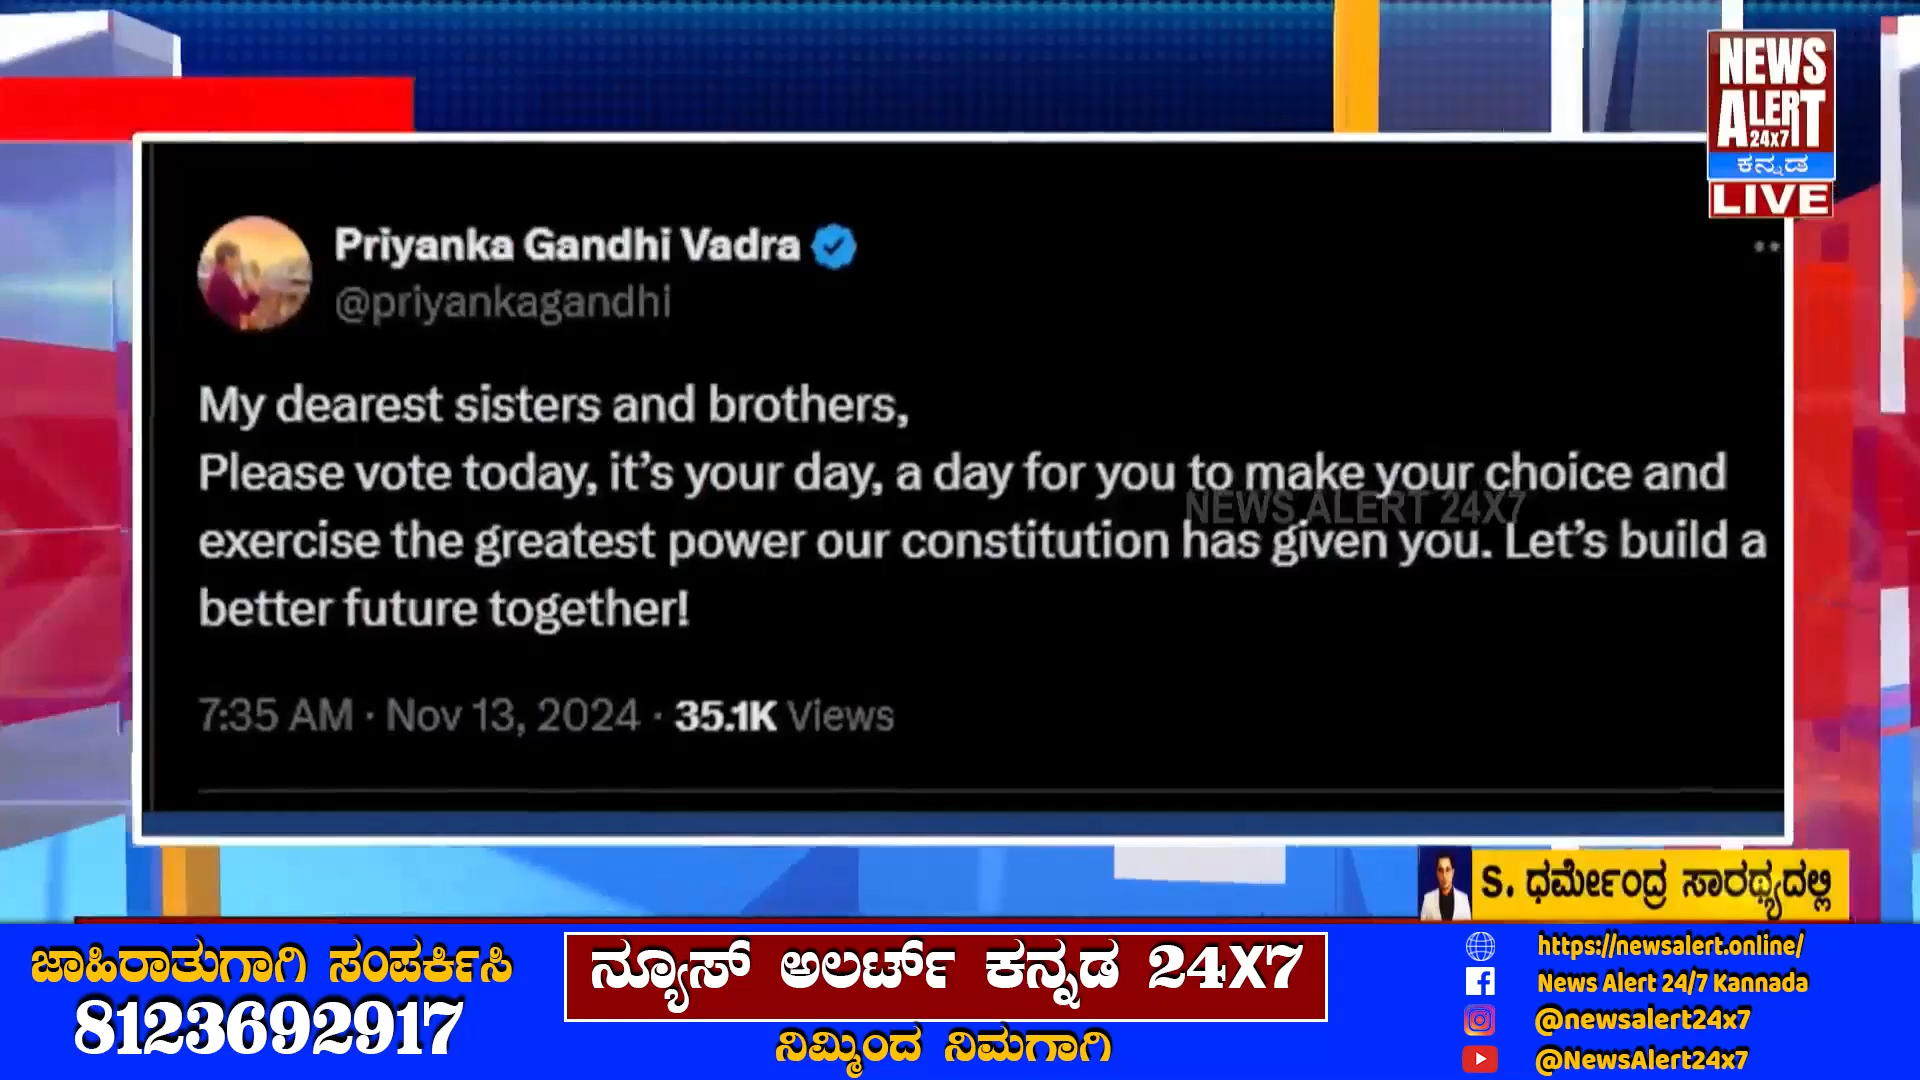 NEWS
ALERT
24x7
ಕನ್ನಡ
LIVE
Priyanka Gandhi Vadra
@priyankagandhi
My dearest sisters and brothers,
Please vote today, it’s your day, a day for you to make your choice and
NEWS ALERT 24X7
exercise the greatest power our constitution has given you. Let’s build a
better future together!
7:35 AM · Nov 13, 2024 · 35.1K Views
S. ಧರ್ಮೇಂದ್ರ ಸಾರಥ್ಯದಲ್ಲಿ
ಜಾಹಿರಾತುಗಾಗಿ ಸಂಪರ್ಕಿಸಿ
8123692917
ನ್ಯೂಸ್ ಅಲರ್ಟ್ ಕನ್ನಡ 24X7
ನಿಮ್ಮಿಂದ ನಿಮಗಾಗಿ
https://newsalert.online/
News Alert 24/7 Kannada
@newsalert24x7
@NewsAlert24x7